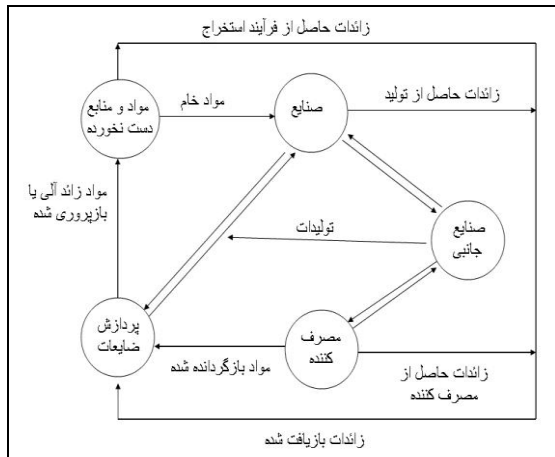 زائدات حاصل از فرآیند استخراج
مواد و منابع
دست نخورده
مواد خام
صنایع
زائدات حاصل از تولید
مواد زائد آلی یا
بازپروری شده
تولیدات
صنایع
جانبی
پردازش
ضایعات
مواد بازگردانده شده
مصرف
کننده
زائدات حاصل از
مصرف کننده
زائدات بازیافت شده